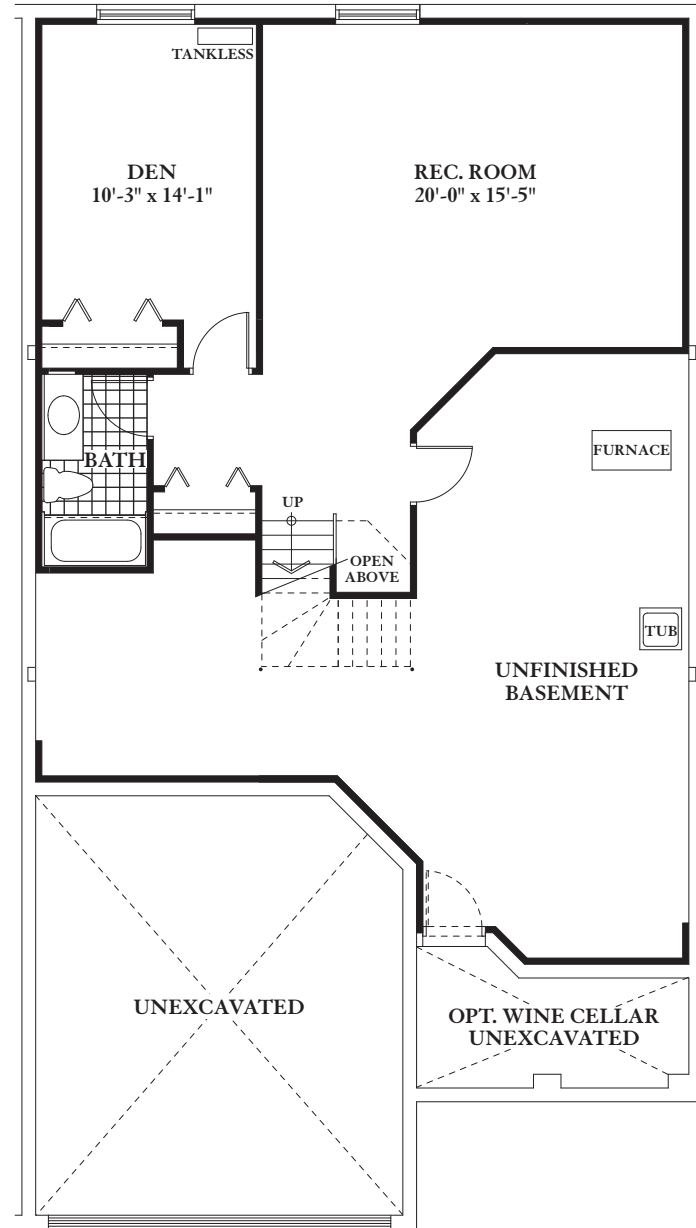 TANKLESS
DEN
10'-3" x 14'-1"
REC. ROOM
20'-0" x 15'-5"
FURNACE
BATH
UP
OPEN
ABOVE
TUB
UNFINISHED
BASEMENT
UNEXCAVATED
OPT. WINE CELLAR
UNEXCAVATED